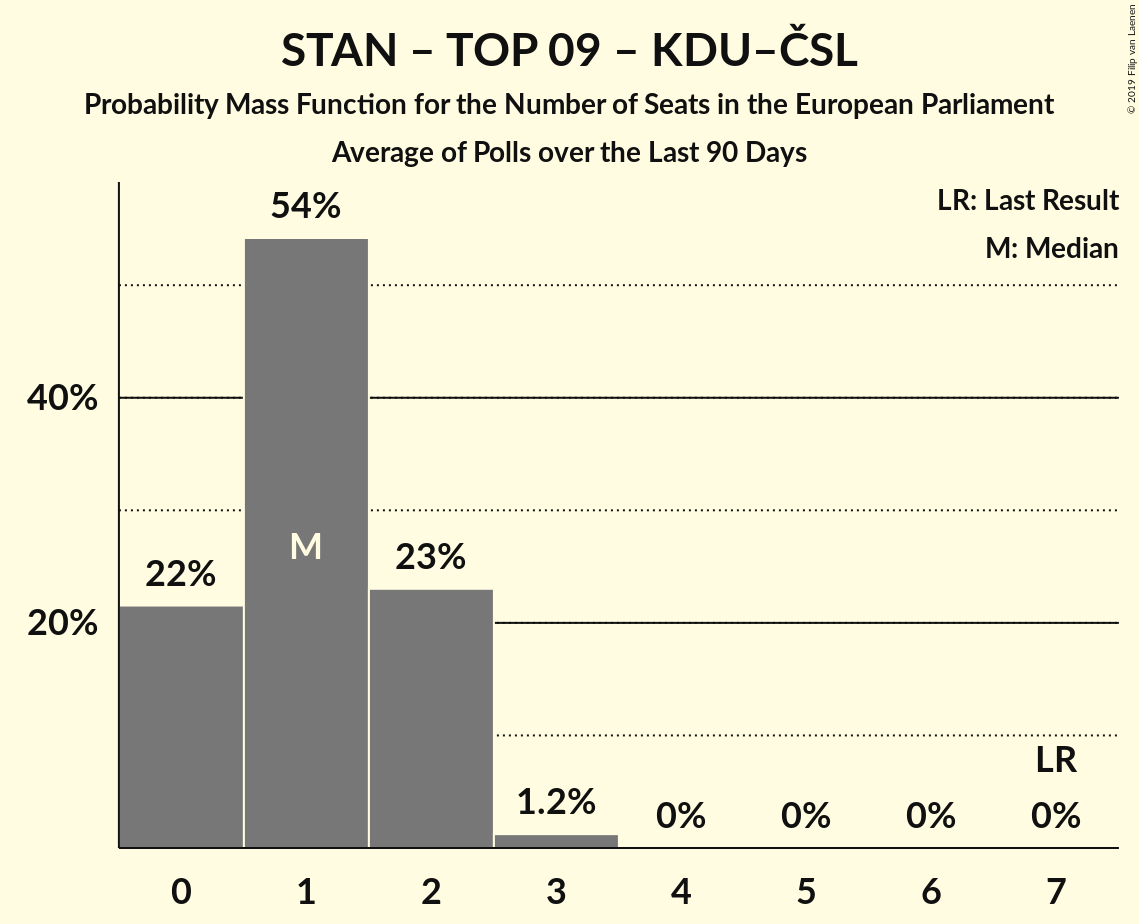 STAN – TOP 09 – KDU–ČSL
Probability Mass Function for the Number of Seats in the European Parliament
Average of Polls over the Last 90 Days
© 2019 Filip van Laenen
LR: Last Result
M: Median
54%
40%
M
23%
22%
20%
LR
1.2%
0%
0%
0%
0%
0
1
2
3
4
5
6
7